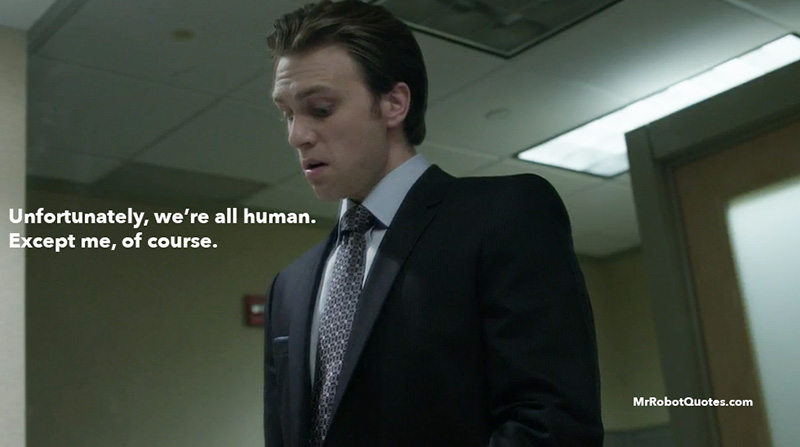 Unfortunately, we're all human.
Except me, of course.
MrRobotQuotes.com